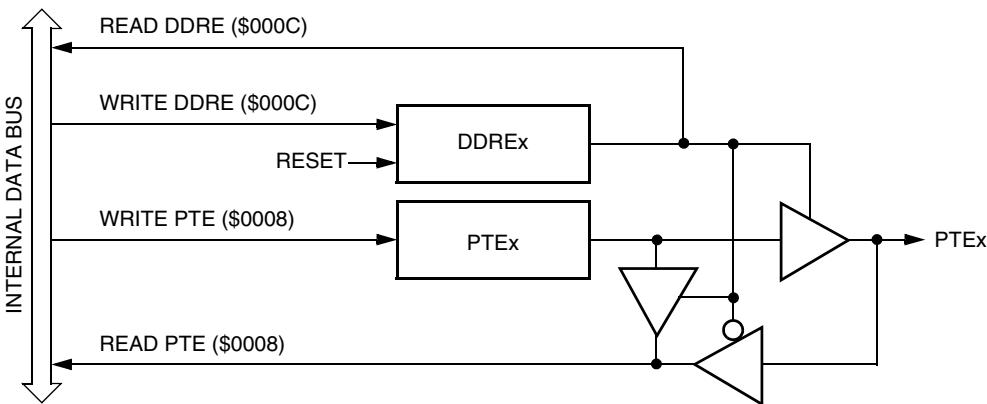 READ DDRE ($000C)
WRITE DDRE ($000C)
DDREx
RESET
WRITE PTE ($0008)
PTEx
PTEx
READ PTE ($0008)
INTERNAL DATA BUS